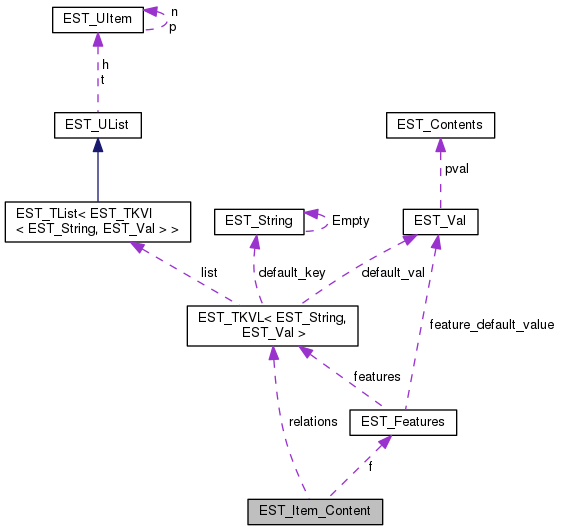 EST_UItem
n
p
h
t
EST_UList
EST_Contents
pval
EST_TList< EST_TKVI
< EST_String, EST_Val > >
EST_String
Empty
EST_Val
list
default_key
default_val
EST_TKVL< EST_String,
EST_Val >
feature_default_value
features
relations
EST_Features
f
EST_Item_Content